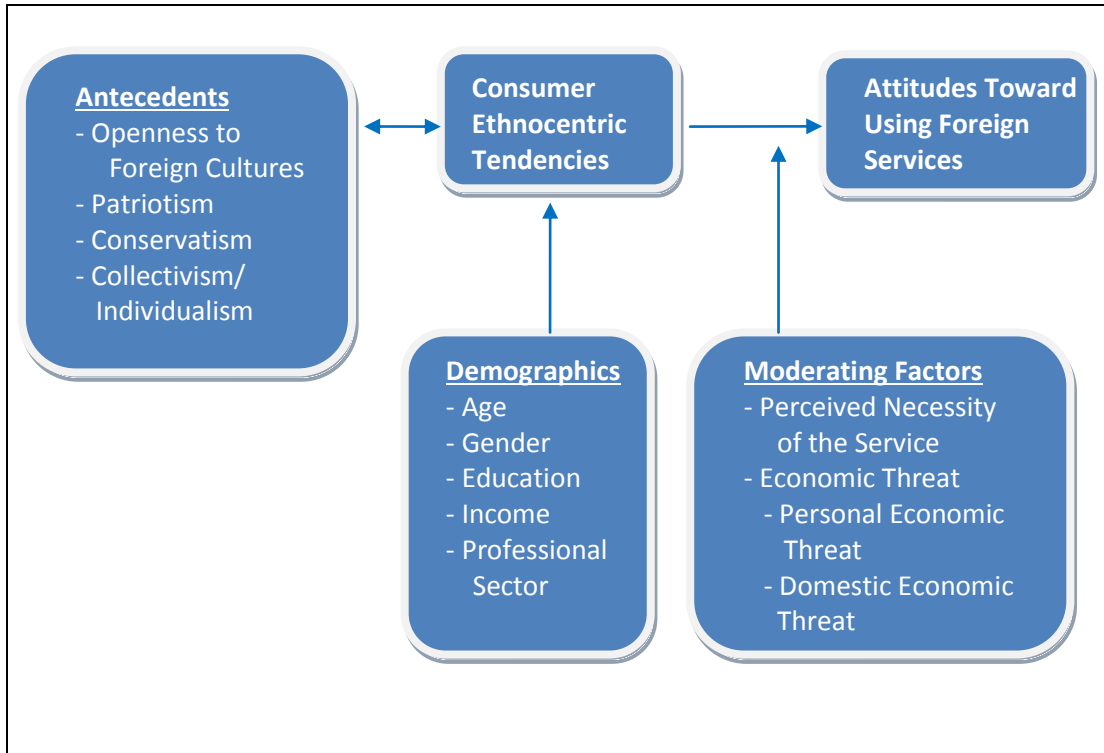 Antecedents
- Openness to
Foreign Cultures
- Patriotism
- Conservatism
- Collectivism/
Individualism
Consumer
Ethnocentric
Tendencies
Attitudes Toward
Using Foreign
Services
Demographics
- Age
- Gender
- Education
- Income
- Professional
Sector
Moderating Factors
- Perceived Necessity
of the Service
- Economic Threat
- Personal Economic
Threat
- Domestic Economic
Threat